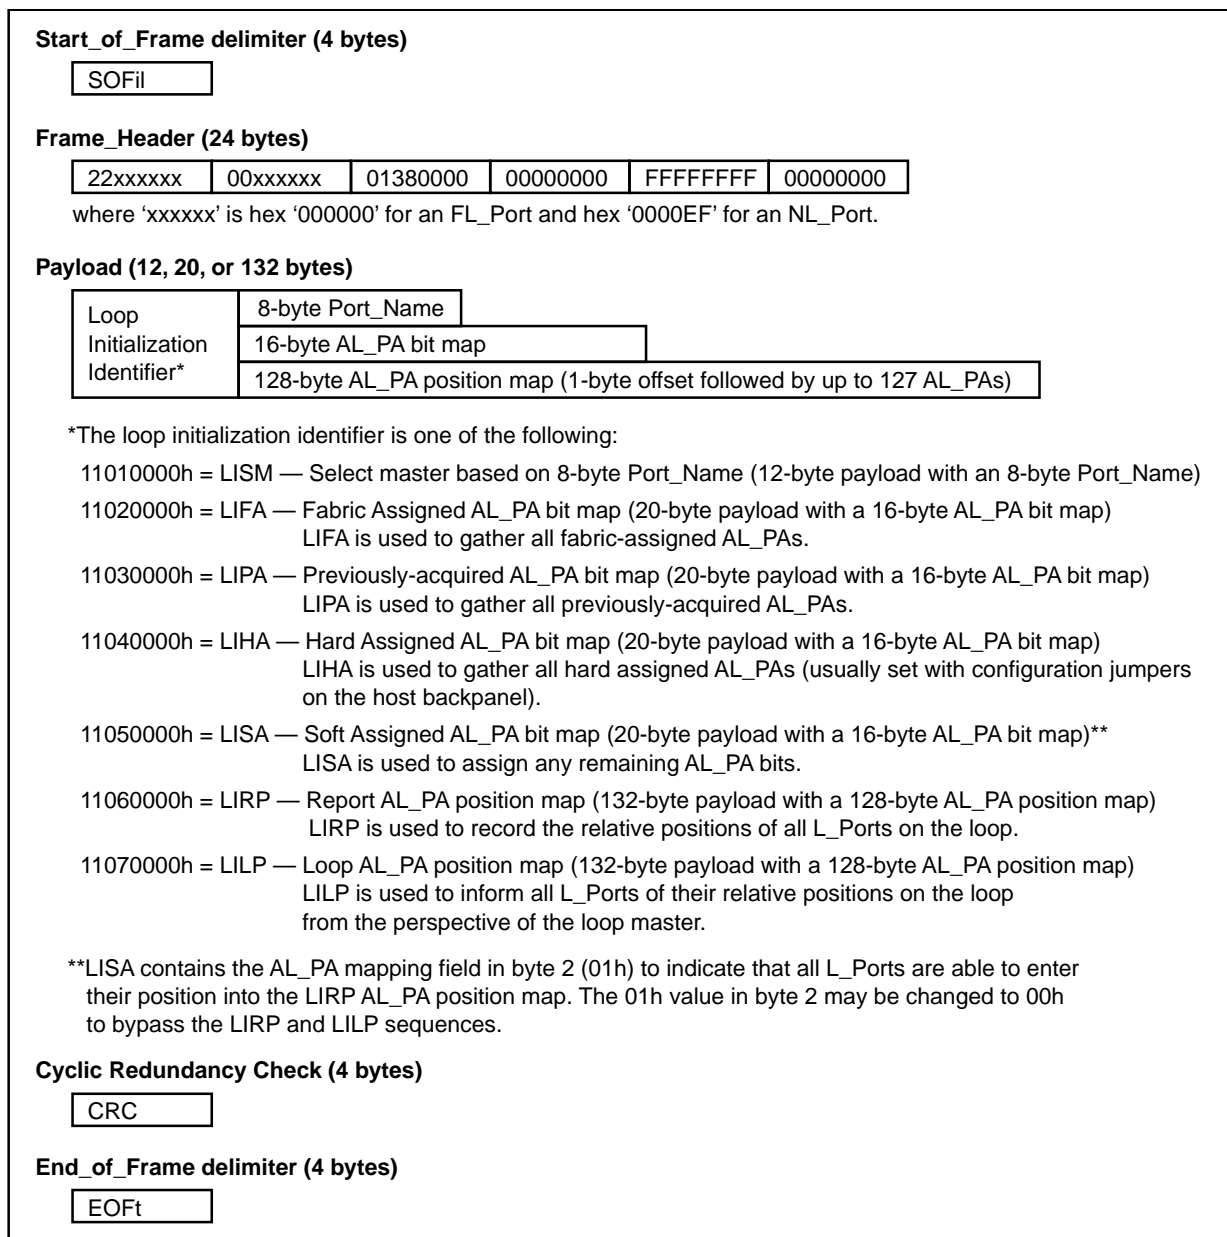 Start_of_Frame delimiter (4 bytes)
SOFil
Frame_Header (24 bytes)
22xxxxxx 00xxxxxx 01380000 00000000 FFFFFFFF 00000000
where ‘xxxxxx’ is hex ‘000000’ for an FL_Port and hex ‘0000EF’ for an NL_Port.
Payload (12, 20, or 132 bytes)
Loop
Initialization
Identifier*
8-byte Port_Name
16-byte AL_PA bit map
128-byte AL_PA position map (1-byte offset followed by up to 127 AL_PAs)
*The loop initialization identifier is one of the following:
11010000h = LISM — Select master based on 8-byte Port_Name (12-byte payload with an 8-byte Port_Name)
11020000h = LIFA — Fabric Assigned AL_PA bit map (20-byte payload with a 16-byte AL_PA bit map)
LIFA is used to gather all fabric-assigned AL_PAs.
11030000h = LIPA — Previously-acquired AL_PA bit map (20-byte payload with a 16-byte AL_PA bit map)
LIPA is used to gather all previously-acquired AL_PAs.
11040000h = LIHA — Hard Assigned AL_PA bit map (20-byte payload with a 16-byte AL_PA bit map)
LIHA is used to gather all hard assigned AL_PAs (usually set with configuration jumpers
on the host backpanel).
11050000h = LISA — Soft Assigned AL_PA bit map (20-byte payload with a 16-byte AL_PA bit map)**
LISA is used to assign any remaining AL_PA bits.
11060000h = LIRP — Report AL_PA position map (132-byte payload with a 128-byte AL_PA position map)
LIRP is used to record the relative positions of all L_Ports on the loop.
11070000h = LILP — Loop AL_PA position map (132-byte payload with a 128-byte AL_PA position map)
LILP is used to inform all L_Ports of their relative positions on the loop
from the perspective of the loop master.
**LISA contains the AL_PA mapping field in byte 2 (01h) to indicate that all L_Ports are able to enter
their position into the LIRP AL_PA position map. The 01h value in byte 2 may be changed to 00h
to bypass the LIRP and LILP sequences.
Cyclic Redundancy Check (4 bytes)
CRC
End_of_Frame delimiter (4 bytes)
EOFt